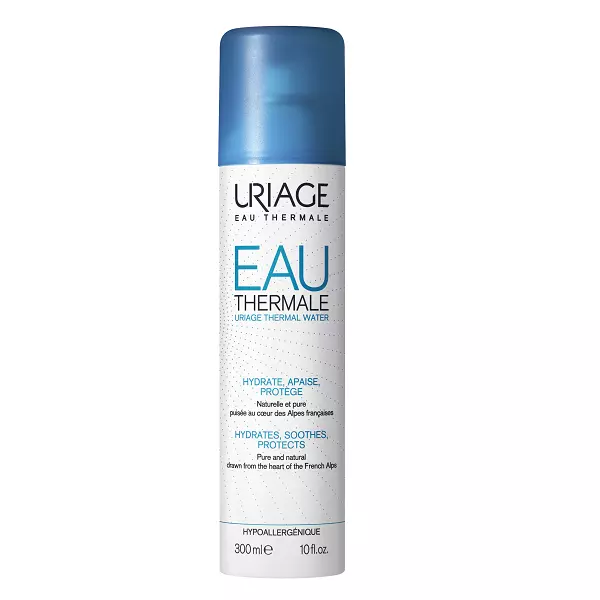 URIAGE
EAU THERMALE
EAU
THERMALE
URIAGE THERMAL WATER
HYDRATE, APAISE,
PROTÈGE
Naturelle et pure
puisée au cœur des Alpes françaises
HYDRATES, SOOTHES,
PROTECTS
Pure and natural
drawn from the heart of the French Alps
HYPOALLERGÉNIQUE
300 ml e 10 fl.oz.